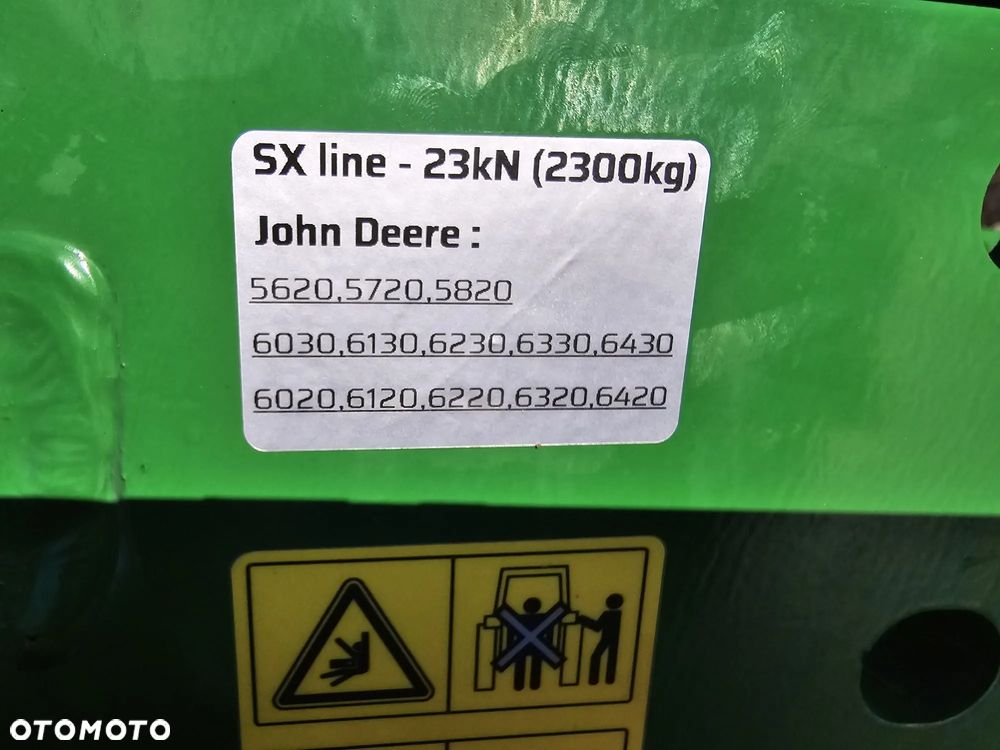 SX line - 23kN (2300kg)
John Deere :
5620,5720,5820
6030,6130,6230,6330,6430
6020,6120,6220,6320,6420
OTOMOTO